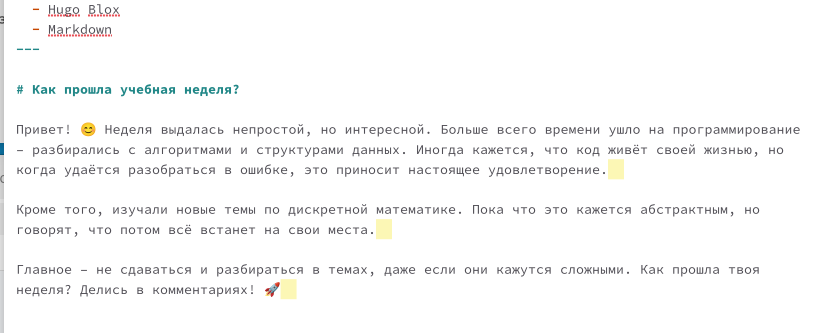 - Hugo Blox
- Markdown
---
# Как прошла учебная неделя?
Привет! 😊 Неделя выдалась непростой, но интересной. Больше всего времени ушло на программирование
– разбирались с алгоритмами и структурами данных. Иногда кажется, что код живёт своей жизнью, но
когда удаётся разобраться в ошибке, это приносит настоящее удовлетворение.
Кроме того, изучали новые темы по дискретной математике. Пока что это кажется абстрактным, но
говорят, что потом всё встанет на свои места.
Главное – не сдаваться и разбираться в темах, даже если они кажутся сложными. Как прошла твоя
неделя? Делись в комментариях! 🚀